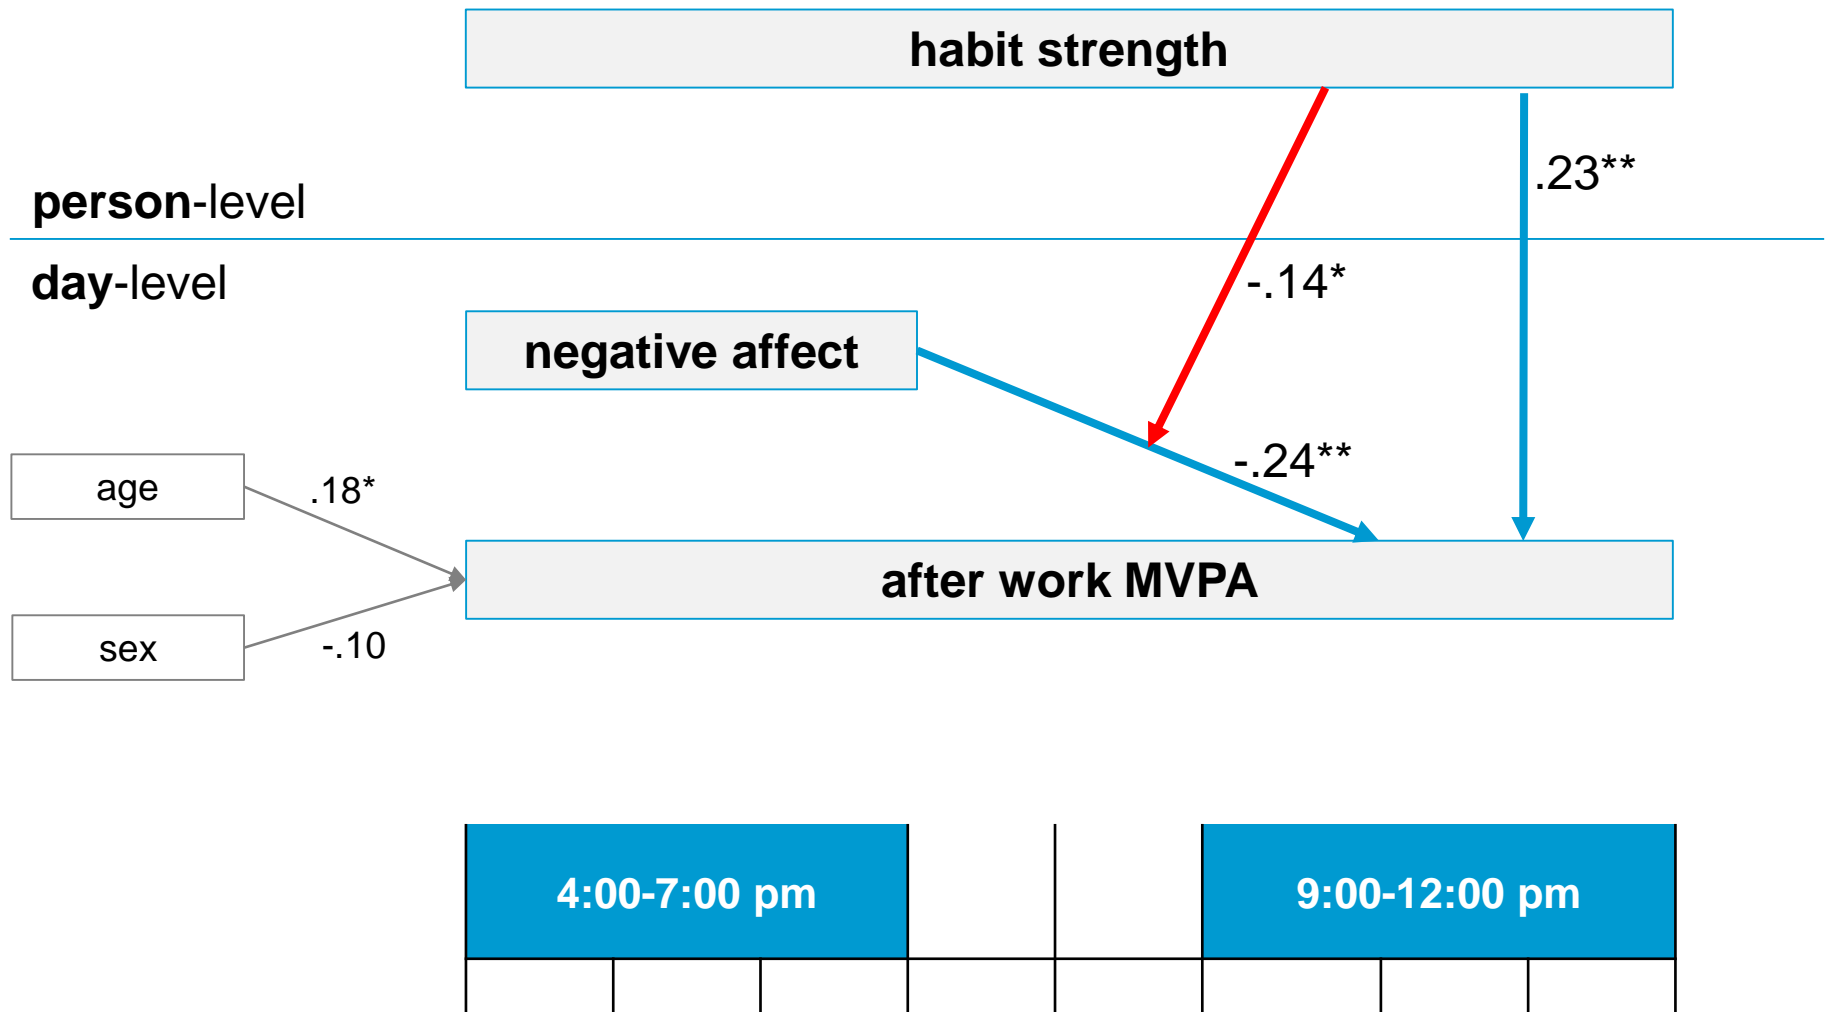 habit strength
.23**
person-level
day-level
-.14*
negative affect
-.24**
age
.18*
after work MVPA
sex
-.10
4:00-7:00 pm
9:00-12:00 pm